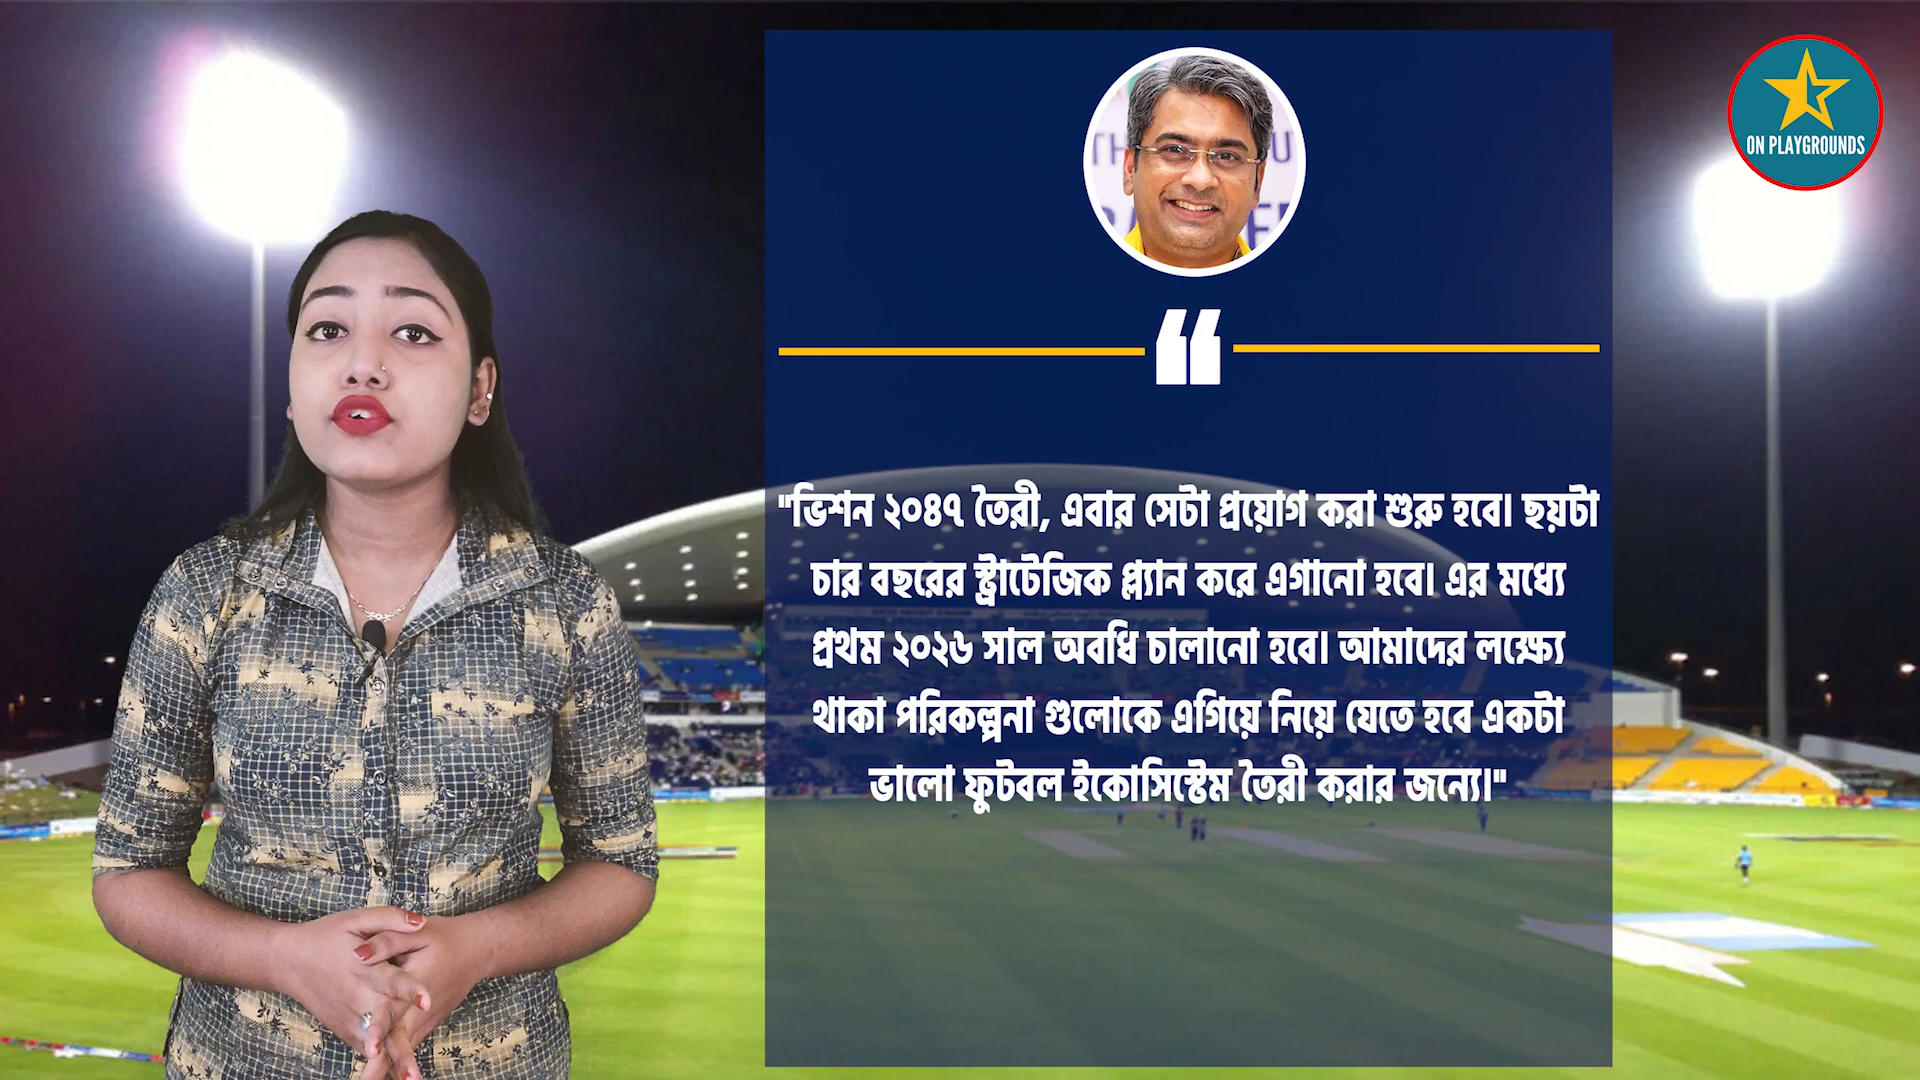 ON PLAYGROUNDS
"ভিশন ২০৪৭ তৈরী, এবার সেটা প্রয়োগ করা শুরু হবে। ছয়টা
চার বছরের স্ট্রাটেজিক প্ল্যান করে এগানো হবে। এর মধ্যে
প্রথম ২০২৬ সাল অবধি চালানো হবে। আমাদের লক্ষ্যে
থাকা পরিকল্পনা গুলোকে এগিয়ে নিয়ে যেতে হবে একটা
ভালো ফুটবল ইকোসিস্টেম তৈরী করার জন্যে।"